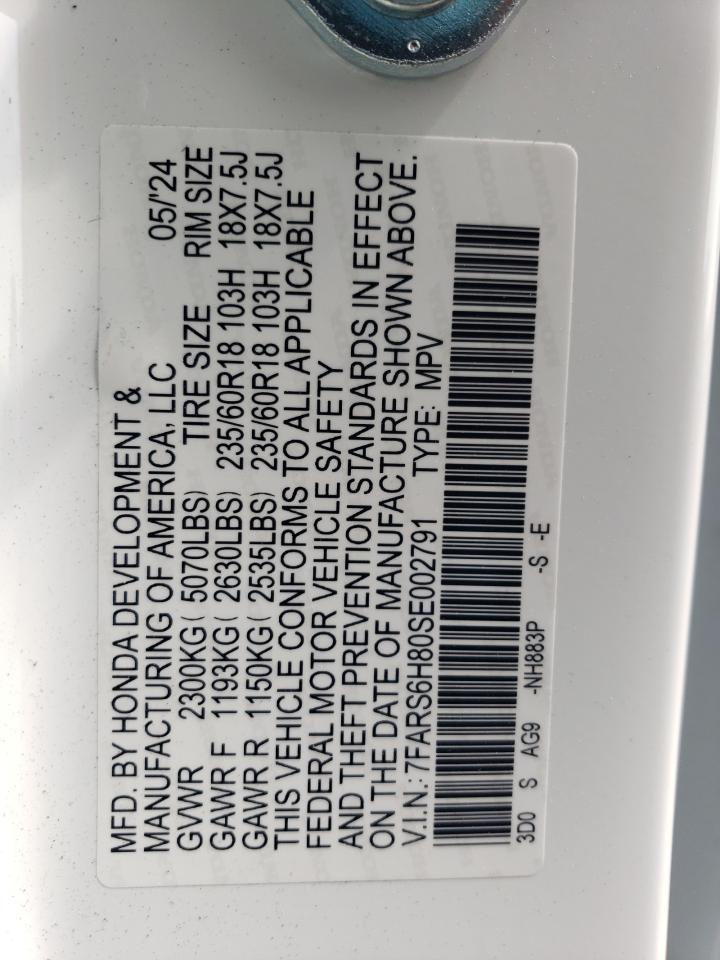 MFD. BY HONDA DEVELOPMENT &
MANUFACTURING OF AMERICA, LLC 05/"24
GVWR 2300KG( 5070LBS) TIRE SIZE RIM SIZE
GAWR F 1193KG( 2630LBS) 235/60R18 103H 18X7.5J
GAWR R 1150KG( 2535LBS) 235/60R18 103H 18X7.5J
THIS VEHICLE CONFORMS TO ALL APPLICABLE
FEDERAL MOTOR VEHICLE SAFETY
AND THEFT PREVENTION STANDARDS IN EFFECT
ON THE DATE OF MANUFACTURE SHOWN ABOVE.
V.I.N.: 7FARS6H80SE002791 TYPE: MPV
3D0 S AG9 -NH883P -S -E